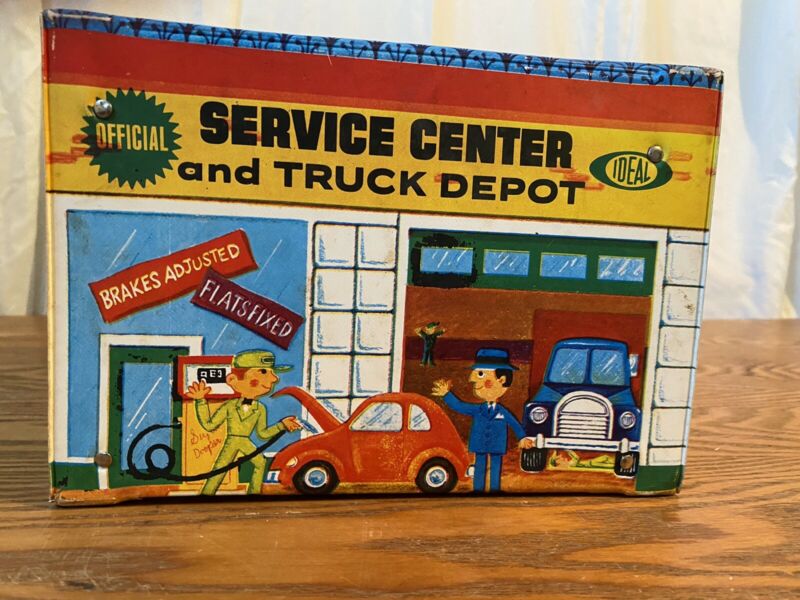 OFFICIAL
SERVICE CENTER
and TRUCK DEPOT
IDEAL
BRAKES ADJUSTED
FLATS FIXED